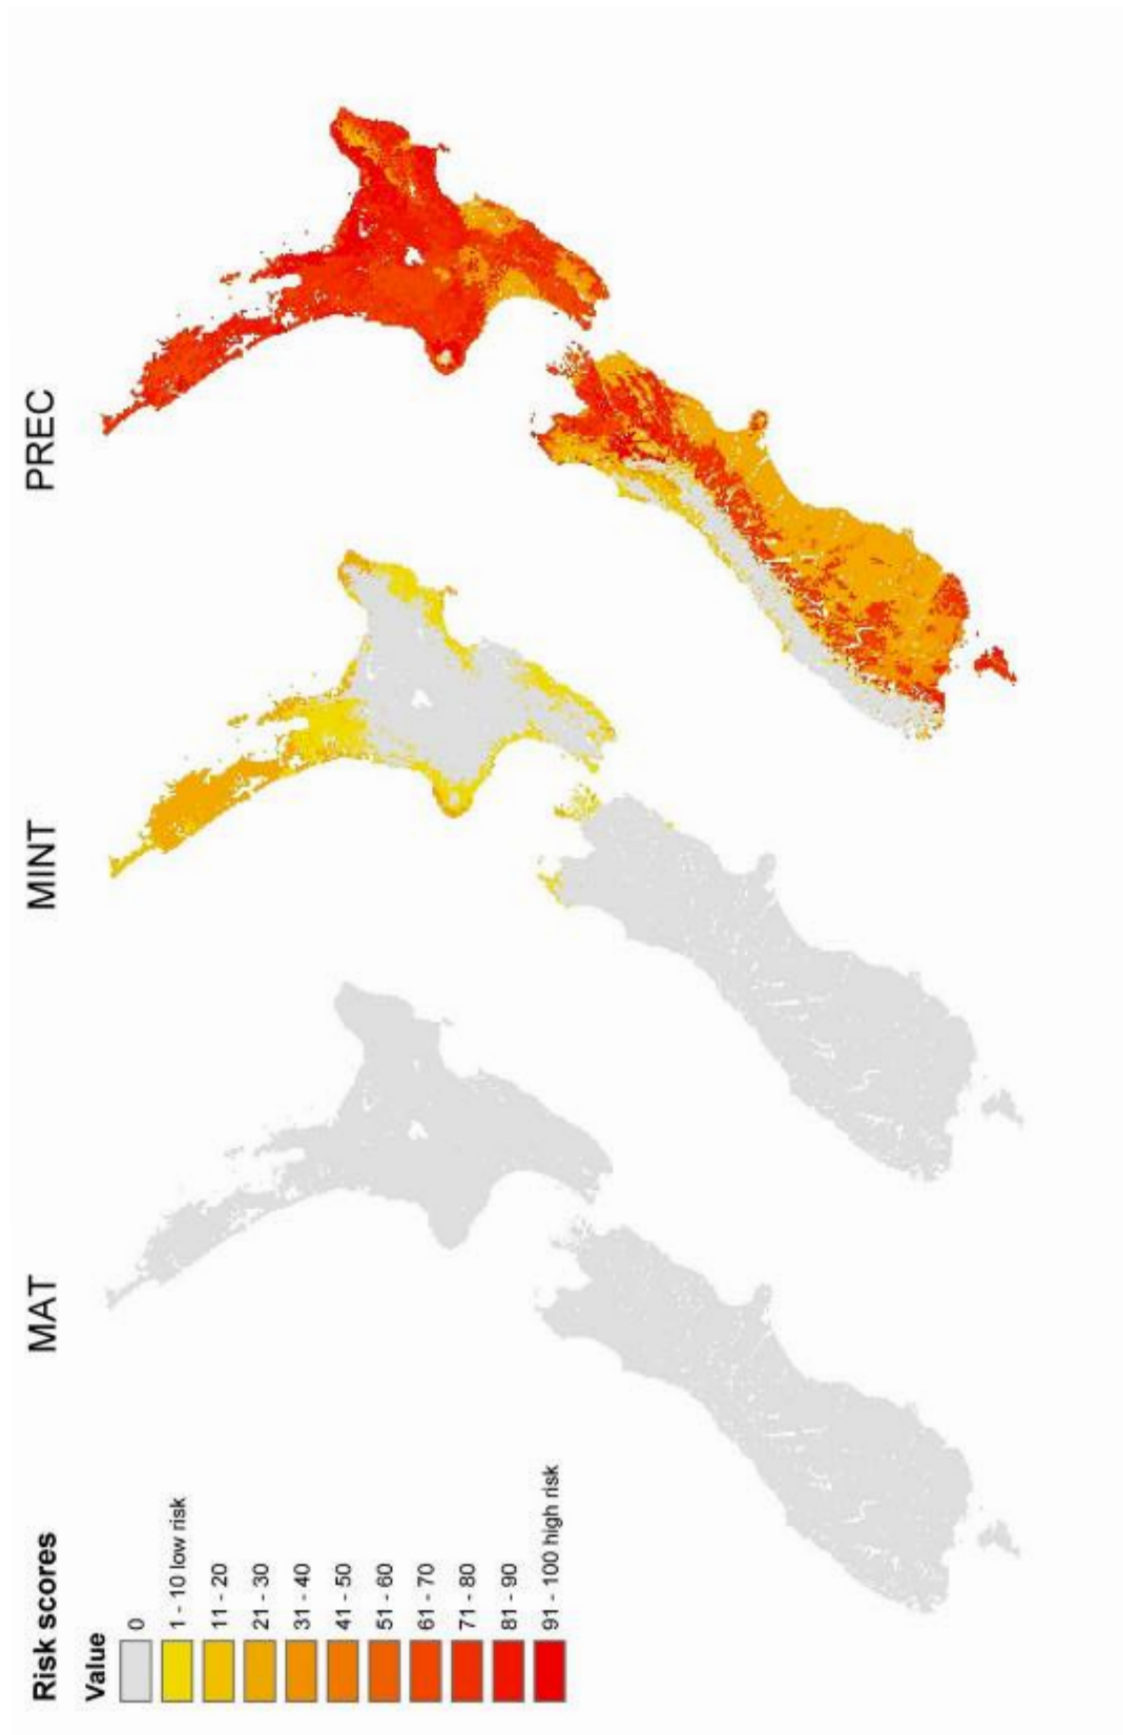 Risk scores
Value
0
1 - 10 low risk
11 - 20
21 - 30
31 - 40
41 - 50
51 - 60
61 - 70
71 - 80
81 - 90
91 - 100 high risk
MAT
MINT
PREC